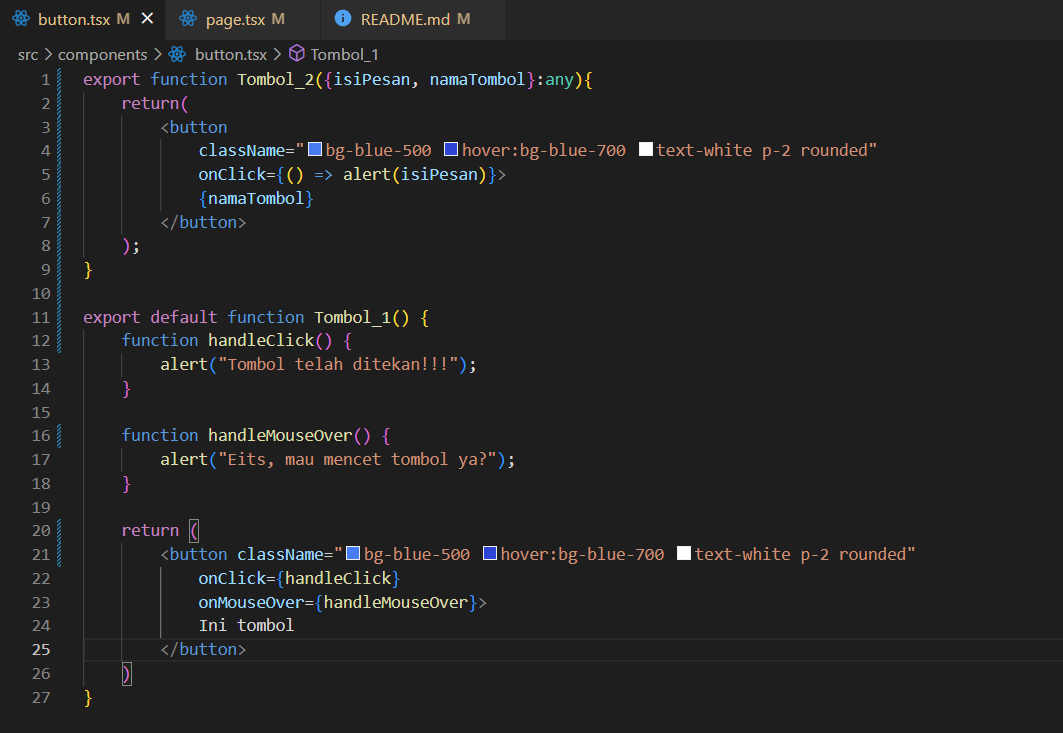 button.tsx M × page.tsx M README.md M
src > components > button.tsx > Tombol_1
1 export function Tombol_2({isiPesan, namaTombol}:any){
2     return(
3         <button
4             className="bg-blue-500 hover:bg-blue-700 text-white p-2 rounded"
5             onClick={() => alert(isiPesan)}>
6             {namaTombol}
7         </button>
8     );
9 }
10
11 export default function Tombol_1() {
12     function handleClick() {
13         alert("Tombol telah ditekan!!!");
14     }
15
16     function handleMouseOver() {
17         alert("Eits, mau mencet tombol ya?");
18     }
19
20     return (
21         <button className="bg-blue-500 hover:bg-blue-700 text-white p-2 rounded"
22             onClick={handleClick}
23             onMouseOver={handleMouseOver}>
24             Ini tombol
25         </button>
26     )
27 }